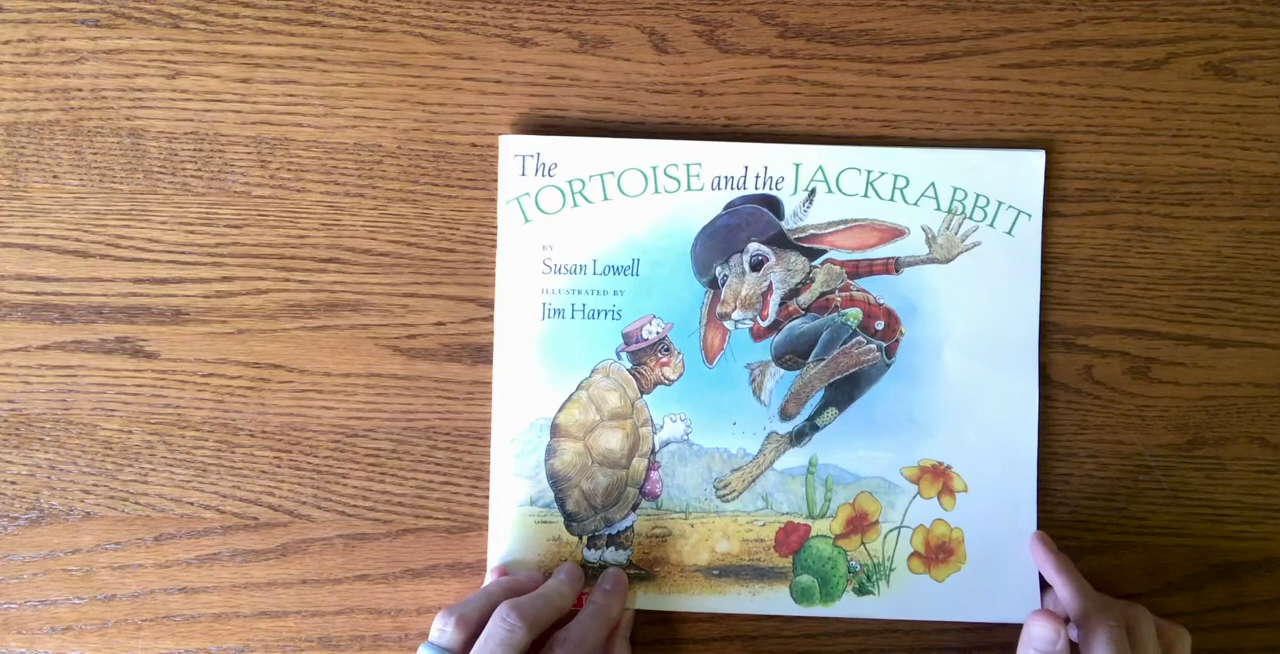 The
TORTOISE and the JACKRABBIT
BY
Susan Lowell
ILLUSTRATED BY
Jim Harris